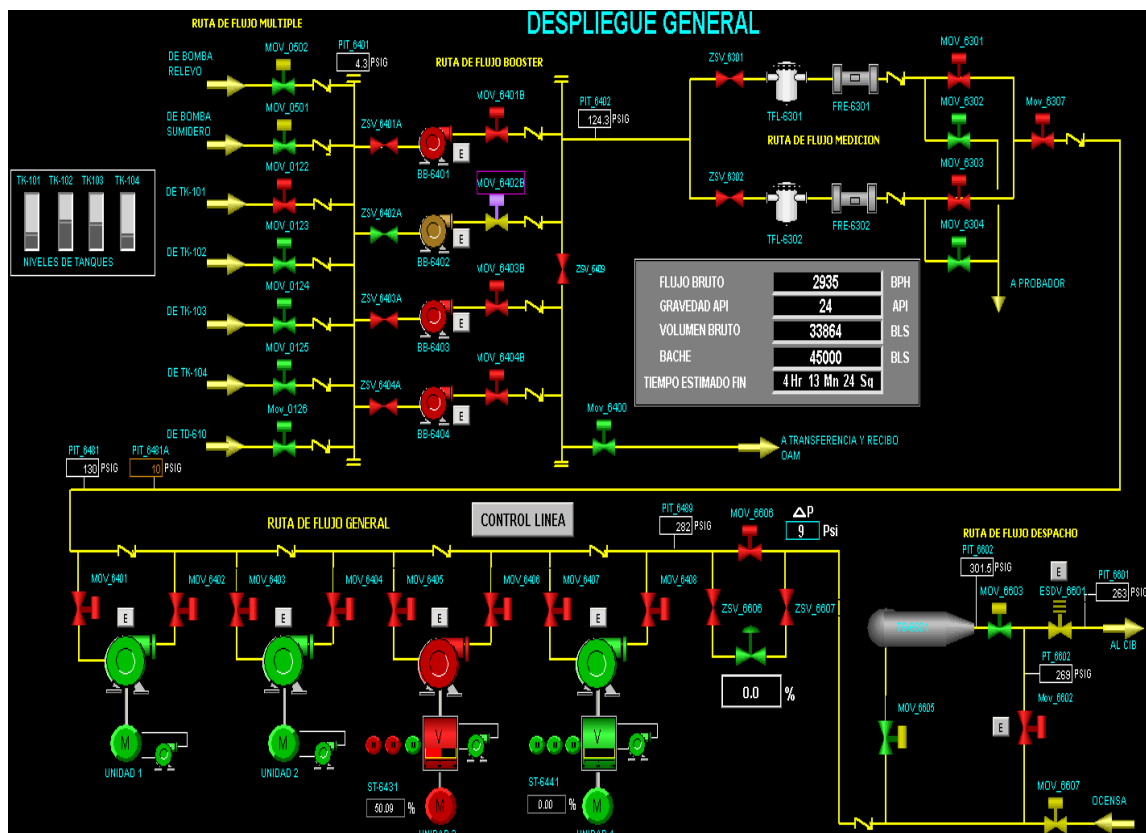 DESPLIEGUE GENERAL
RUTA DE FLUJO MULTIPLE
DE BOMBA
RELEVO
MOV_0502
PIT_6401
4.3 PSIG
DE BOMBA
SUMIDERO
MOV_0501
MOV_0122
DE TK-101
MOV_0123
DE TK-102
MOV_0124
DE TK-103
MOV_0125
DE TK-104
Mov_0126
DE TD-610
TK-101 TK-102 TK103 TK-104
NIVELES DE TANQUES
RUTA DE FLUJO BOOSTER
MOV_6401B
ZSV_6401A
E
BB-6401
MOV_6402B
ZSV_6402A
E
BB-6402
MOV_6403B
ZSV_6403A
E
BB-6403
MOV_6404B
ZSV_6404A
E
BB-6404
ZSV_6409
PIT_6402
124.3 PSIG
Mov_6400
A TRANSFERENCIA Y RECIBO
DAM
ZSV_6301
TFL-6301
FRE-6301
RUTA DE FLUJO MEDICION
ZSV_6302
TFL-6302
FRE-6302
MOV_6301
MOV_6302
MOV_6303
MOV_6304
Mov_6307
A PROBADOR
FLUJO BRUTO 2935 BPH
GRAVEDAD API 24 API
VOLUMEN BRUTO 33864 BLS
BACHE 45000 BLS
TIEMPO ESTIMADO FIN 4 Hr 13 Mn 24 Sg
PIT_6481
130 PSIG
PIT_6481A
10 PSIG
RUTA DE FLUJO GENERAL
CONTROL LINEA
PIT_6489
282 PSIG
MOV_6606
ΔP
9 Psi
MOV_6401
MOV_6402
MOV_6403
MOV_6404
MOV_6405
MOV_6406
MOV_6407
MOV_6408
E
E
E
E
M
UNIDAD 1
M
UNIDAD 2
V
ST-6431
50.09 %
M
V
ST-6441
0.00 %
M
ZSV_6606
ZSV_6607
0.0 %
RUTA DE FLUJO DESPACHO
PIT_6602
301.5 PSIG
MOV_6603
E
ESDV_6601
PIT_6601
263 PSIG
AL CIB
PT_6602
269 PSIG
MOV_6605
Mov_6602
E
MOV_6607
OCENSA